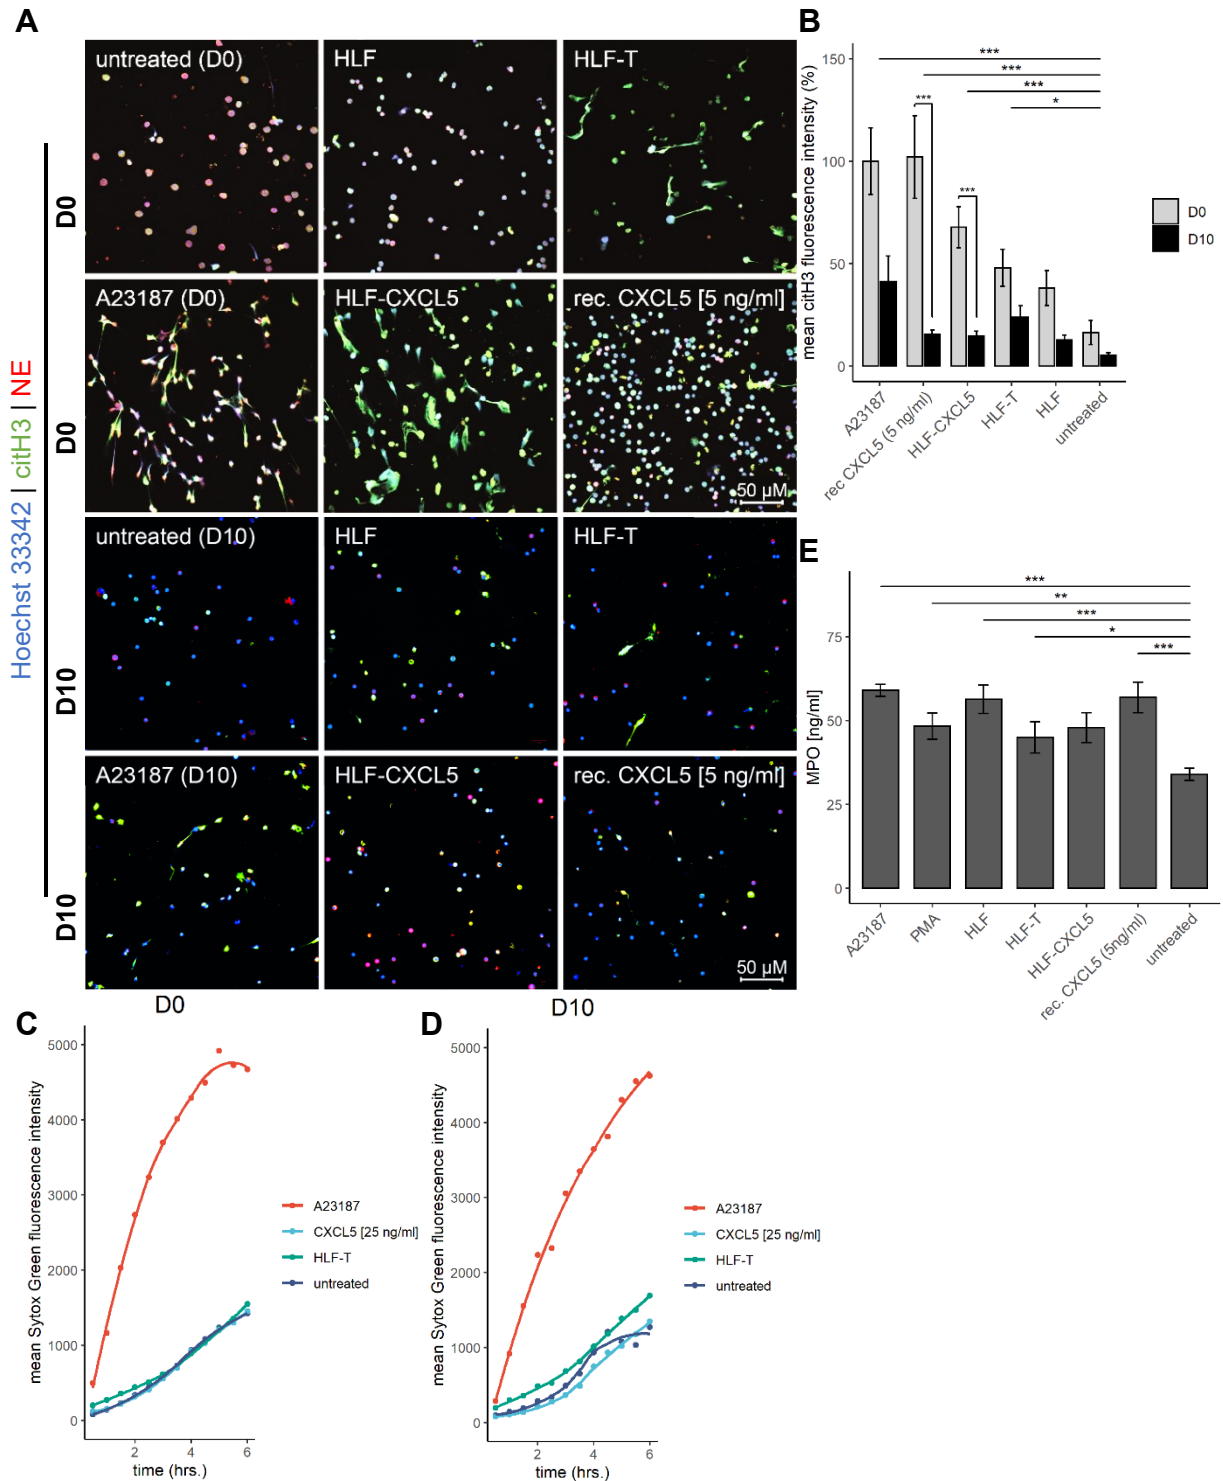 A
untreated (D0)
HLF
HLF-T
A23187 (D0)
HLF-CXCL5
rec. CXCL5 [5 ng/ml]
50 µM
untreated (D10)
HLF
HLF-T
A23187 (D10)
HLF-CXCL5
rec. CXCL5 [5 ng/ml]
50 µM
Hoechst 33342 | citH3 | NE
D0
D0
D10
D10
B
mean citH3 fluorescence intensity (%)
150
100
50
0
***
***
***
*
***
***
A23187
rec CXCL5 (5 ng/ml)
HLF-CXCL5
HLF-T
HLF
untreated
D0
D10
E
MPO [ng/ml]
75
50
25
0
***
**
***
*
***
A23187
PMA
HLF
HLF-T
HLF-CXCL5
rec. CXCL5 (5ng/ml)
untreated
C
D0
mean Sytox Green fluorescence intensity
5000
4000
3000
2000
1000
0
2 4 6
time (hrs.)
A23187
CXCL5 [25 ng/ml]
HLF-T
untreated
D
D10
mean Sytox Green fluorescence intensity
5000
4000
3000
2000
1000
0
2 4 6
time (hrs.)
A23187
CXCL5 [25 ng/ml]
HLF-T
untreated